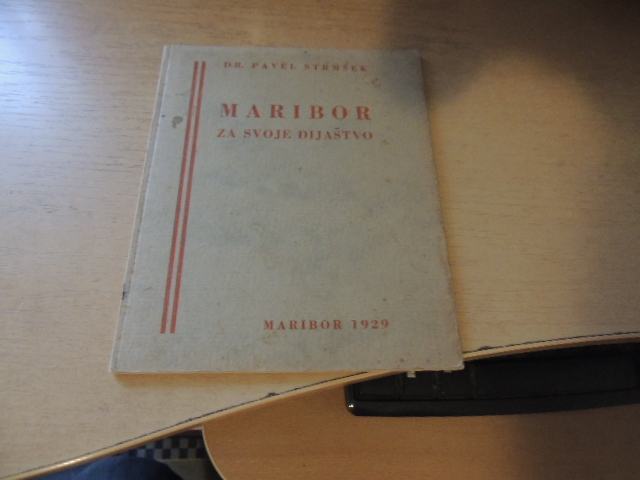 DR. PAVEL STRMŠEK
MARIBOR
ZA SVOJE DIJAŠTVO
MARIBOR 1929